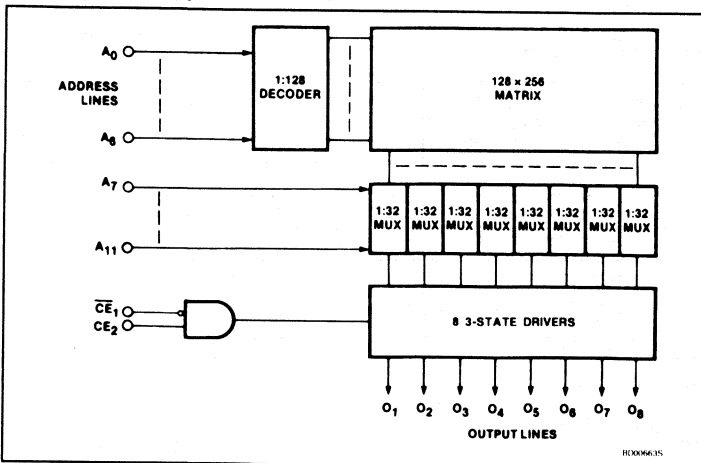 A0
ADDRESS
LINES
A6
1:128
DECODER
128 × 256
MATRIX
A7
A11
1:32
MUX
1:32
MUX
1:32
MUX
1:32
MUX
1:32
MUX
1:32
MUX
1:32
MUX
1:32
MUX
CE1
CE2
8 3-STATE DRIVERS
O1 O2 O3 O4 O5 O6 O7 O8
OUTPUT LINES
BD00663S